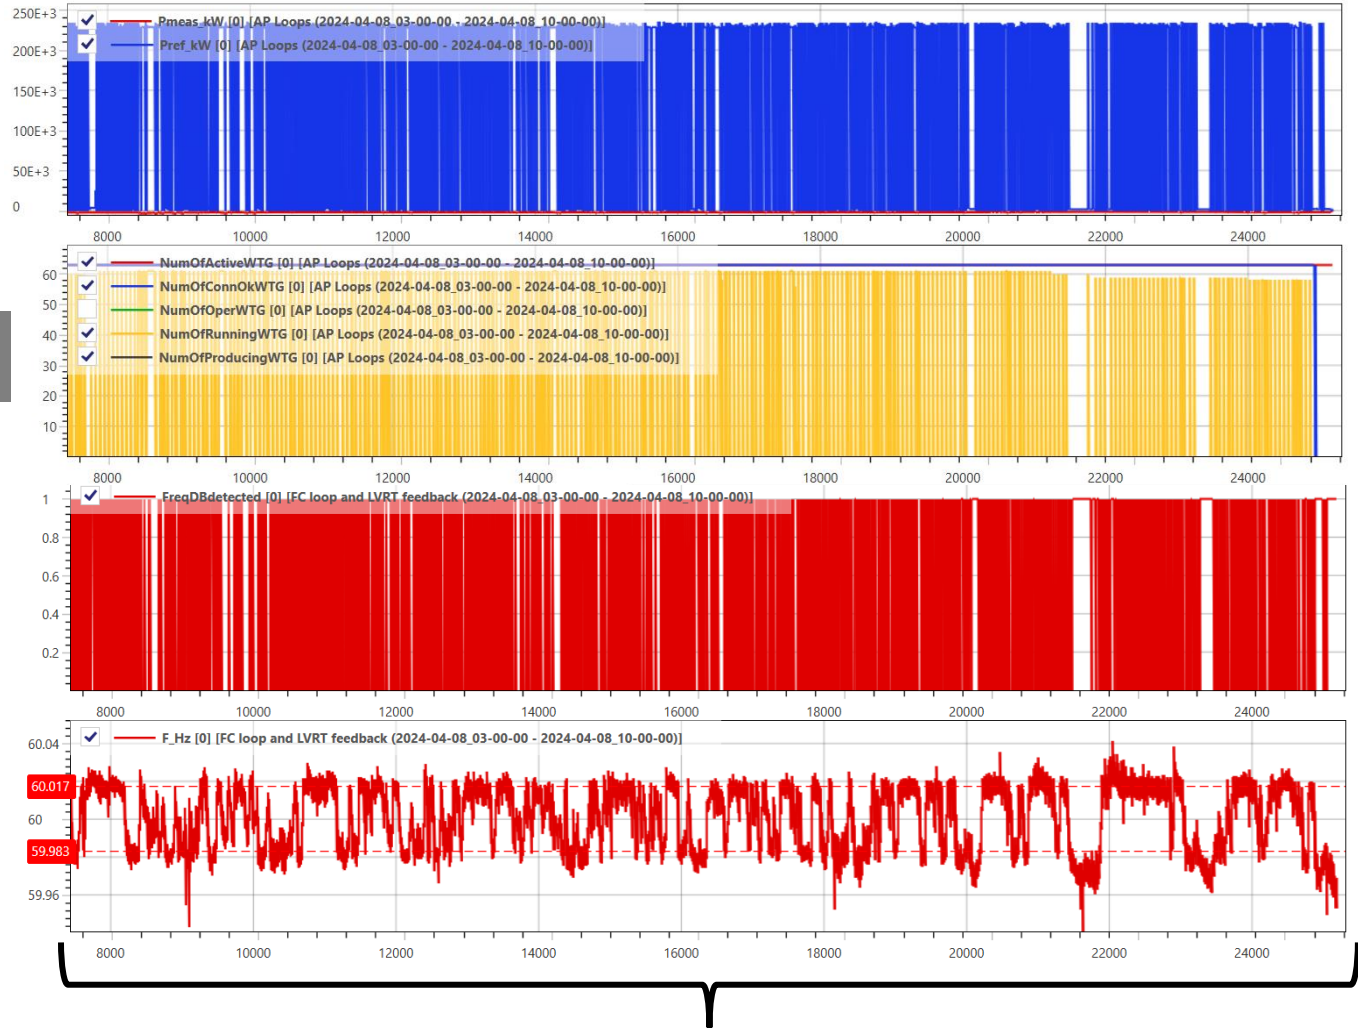 250E+3
Pmeas_kW [0] [AP Loops (2024-04-08_03-00-00 - 2024-04-08_10-00-00)]
Pref_kW [0] [AP Loops (2024-04-08_03-00-00 - 2024-04-08_10-00-00)]
200E+3
150E+3
100E+3
50E+3
0
8000 10000 12000 14000 16000 18000 20000 22000 24000
NumOfActiveWTG [0] [AP Loops (2024-04-08_03-00-00 - 2024-04-08_10-00-00)]
60
NumOfConnOkWTG [0] [AP Loops (2024-04-08_03-00-00 - 2024-04-08_10-00-00)]
50
NumOfOperWTG [0] [AP Loops (2024-04-08_03-00-00 - 2024-04-08_10-00-00)]
40
NumOfRunningWTG [0] [AP Loops (2024-04-08_03-00-00 - 2024-04-08_10-00-00)]
30
NumOfProducingWTG [0] [AP Loops (2024-04-08_03-00-00 - 2024-04-08_10-00-00)]
20
10
8000 10000 12000 14000 16000 18000 20000 22000 24000
1
FreqDBdetected [0] [FC loop and LVRT feedback (2024-04-08_03-00-00 - 2024-04-08_10-00-00)]
0.8
0.6
0.4
0.2
8000 10000 12000 14000 16000 18000 20000 22000 24000
F_Hz [0] [FC loop and LVRT feedback (2024-04-08_03-00-00 - 2024-04-08_10-00-00)]
60.04
60.017
60
59.983
59.96
8000 10000 12000 14000 16000 18000 20000 22000 24000